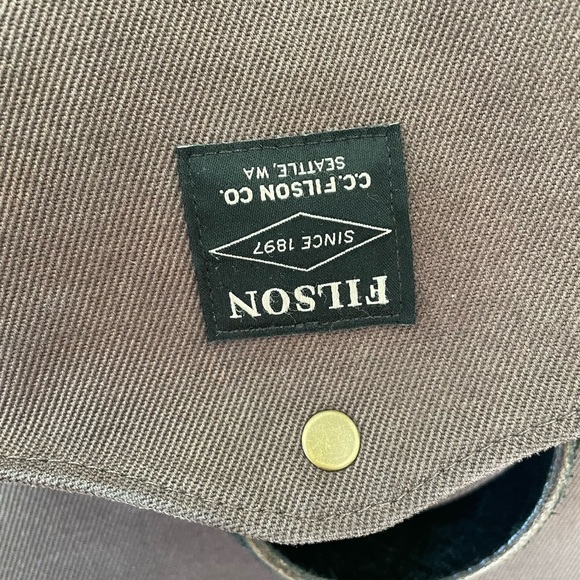 FILSON
SINCE 1897
C.C.FILSON CO.
SEATTLE, WA